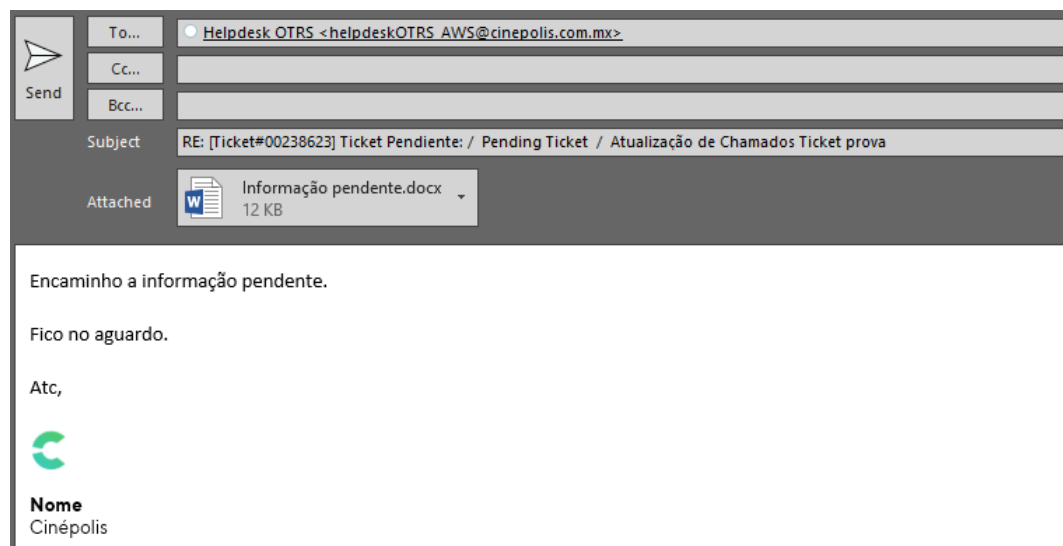 To...
Helpdesk OTRS <helpdeskOTRS_AWS@cinepolis.com.mx>
Cc...
Send
Bcc...
Subject
RE: [Ticket#00238623] Ticket Pendiente: / Pending Ticket / Atualização de Chamados Ticket prova
Attached
Informação pendente.docx
12 KB
Encaminho a informação pendente.
Fico no aguardo.
Atc,
Nome
Cinépolis